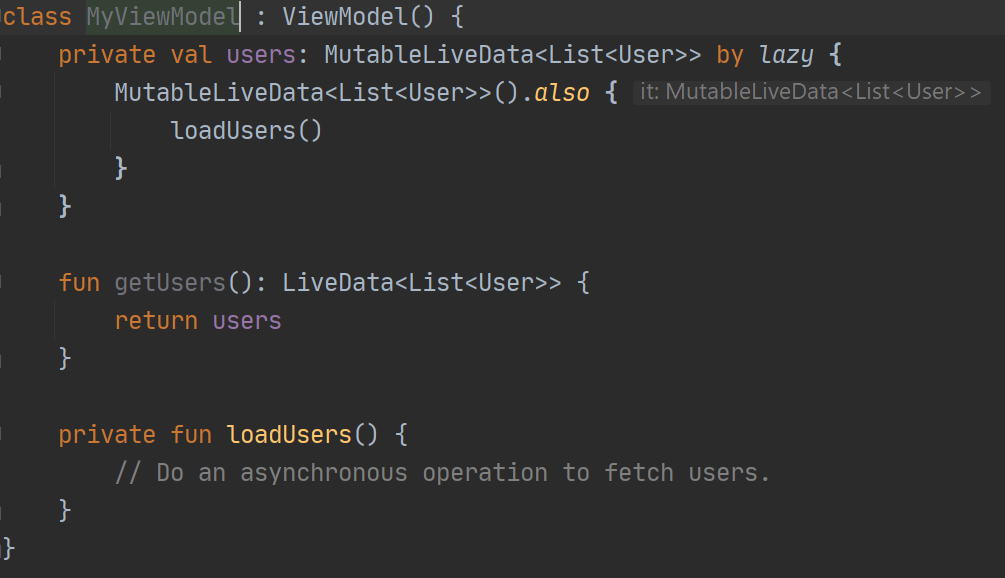 class MyViewModel : ViewModel() {
    private val users: MutableLiveData<List<User>> by lazy {
        MutableLiveData<List<User>>().also { it: MutableLiveData<List<User>>
            loadUsers()
        }
    }

    fun getUsers(): LiveData<List<User>> {
        return users
    }

    private fun loadUsers() {
        // Do an asynchronous operation to fetch users.
    }
}